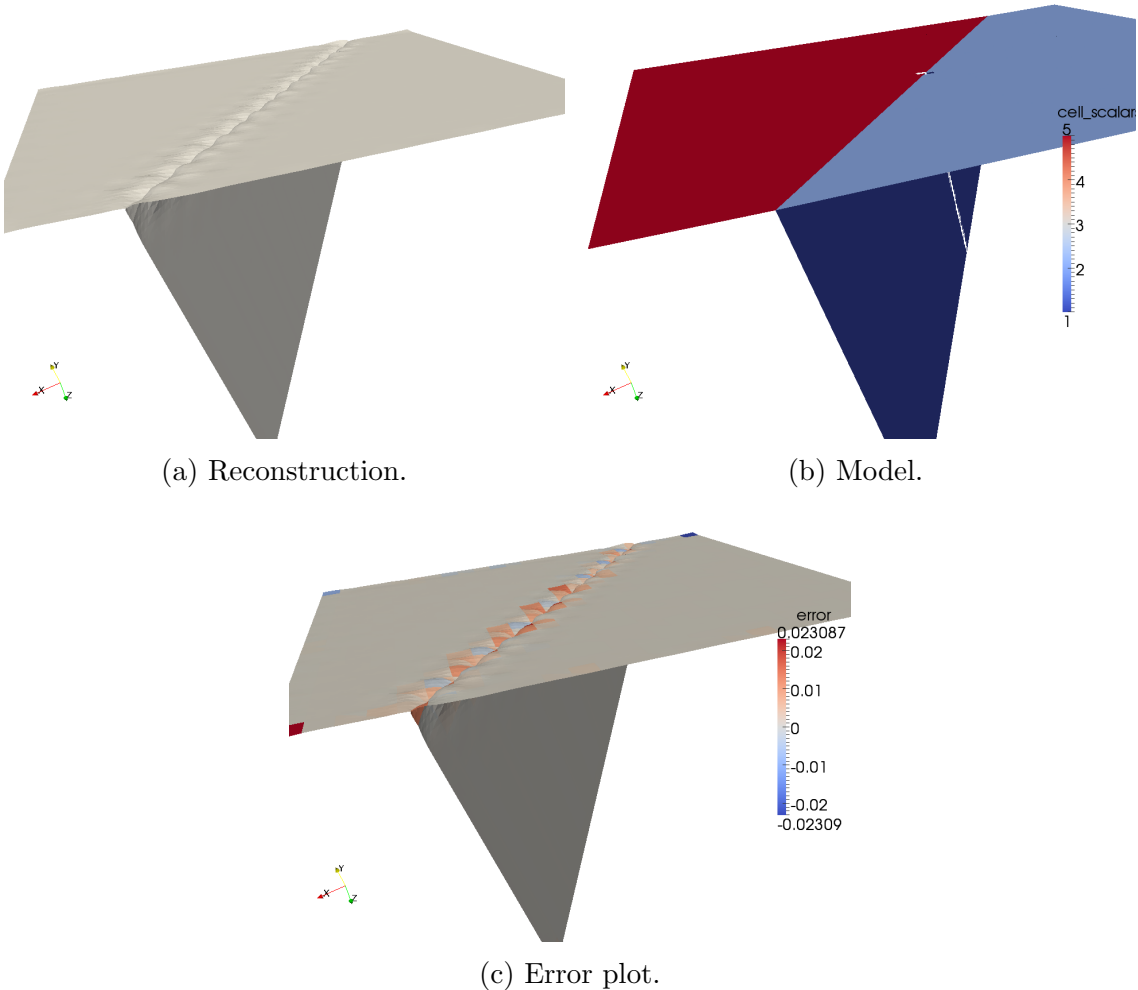 cell_scalars
5
4
3
2
1
Y
X
Z
Y
X
Z
(a) Reconstruction.
(b) Model.
error
0.023087
0.02
0.01
0
-0.01
-0.02
-0.02309
Y
X
Z
(c) Error plot.